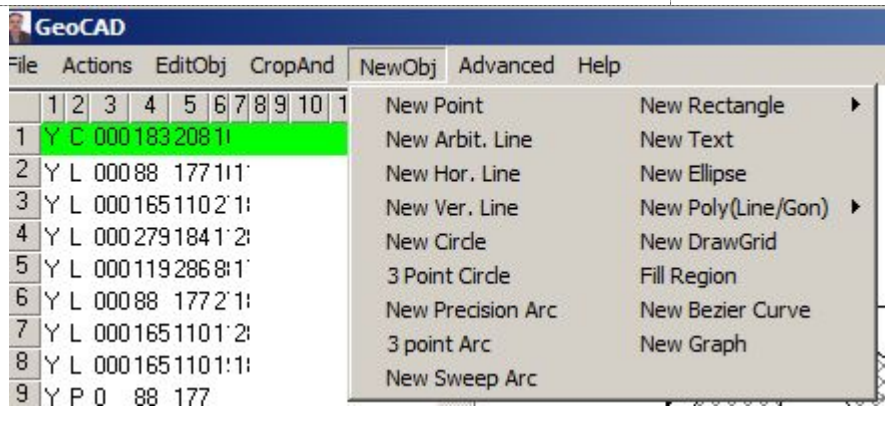 GeoCAD
File Actions EditObj CropAnd NewObj Advanced Help
1 2 3 4 5 6 7 8 9 10 1
1 Y C 000 183 208
2 Y L 000 88 177
3 Y L 000 165 110
4 Y L 000 279 184
5 Y L 000 119 286
6 Y L 000 88 177
7 Y L 000 165 110
8 Y L 000 165 110
9 Y P 0 88 177
New Point
New Arbit. Line
New Hor. Line
New Ver. Line
New Circle
3 Point Circle
New Precision Arc
3 point Arc
New Sweep Arc
New Rectangle
New Text
New Ellipse
New Poly(Line/Gon)
New DrawGrid
Fill Region
New Bezier Curve
New Graph